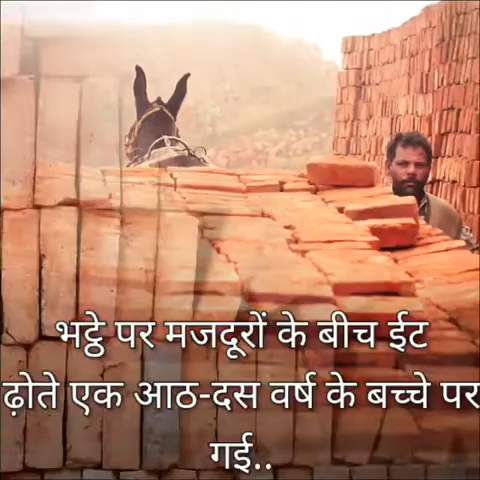 भट्ठे पर मजदूरों के बीच ईट
ढ़ोते एक आठ-दस वर्ष के बच्चे पर
गई..